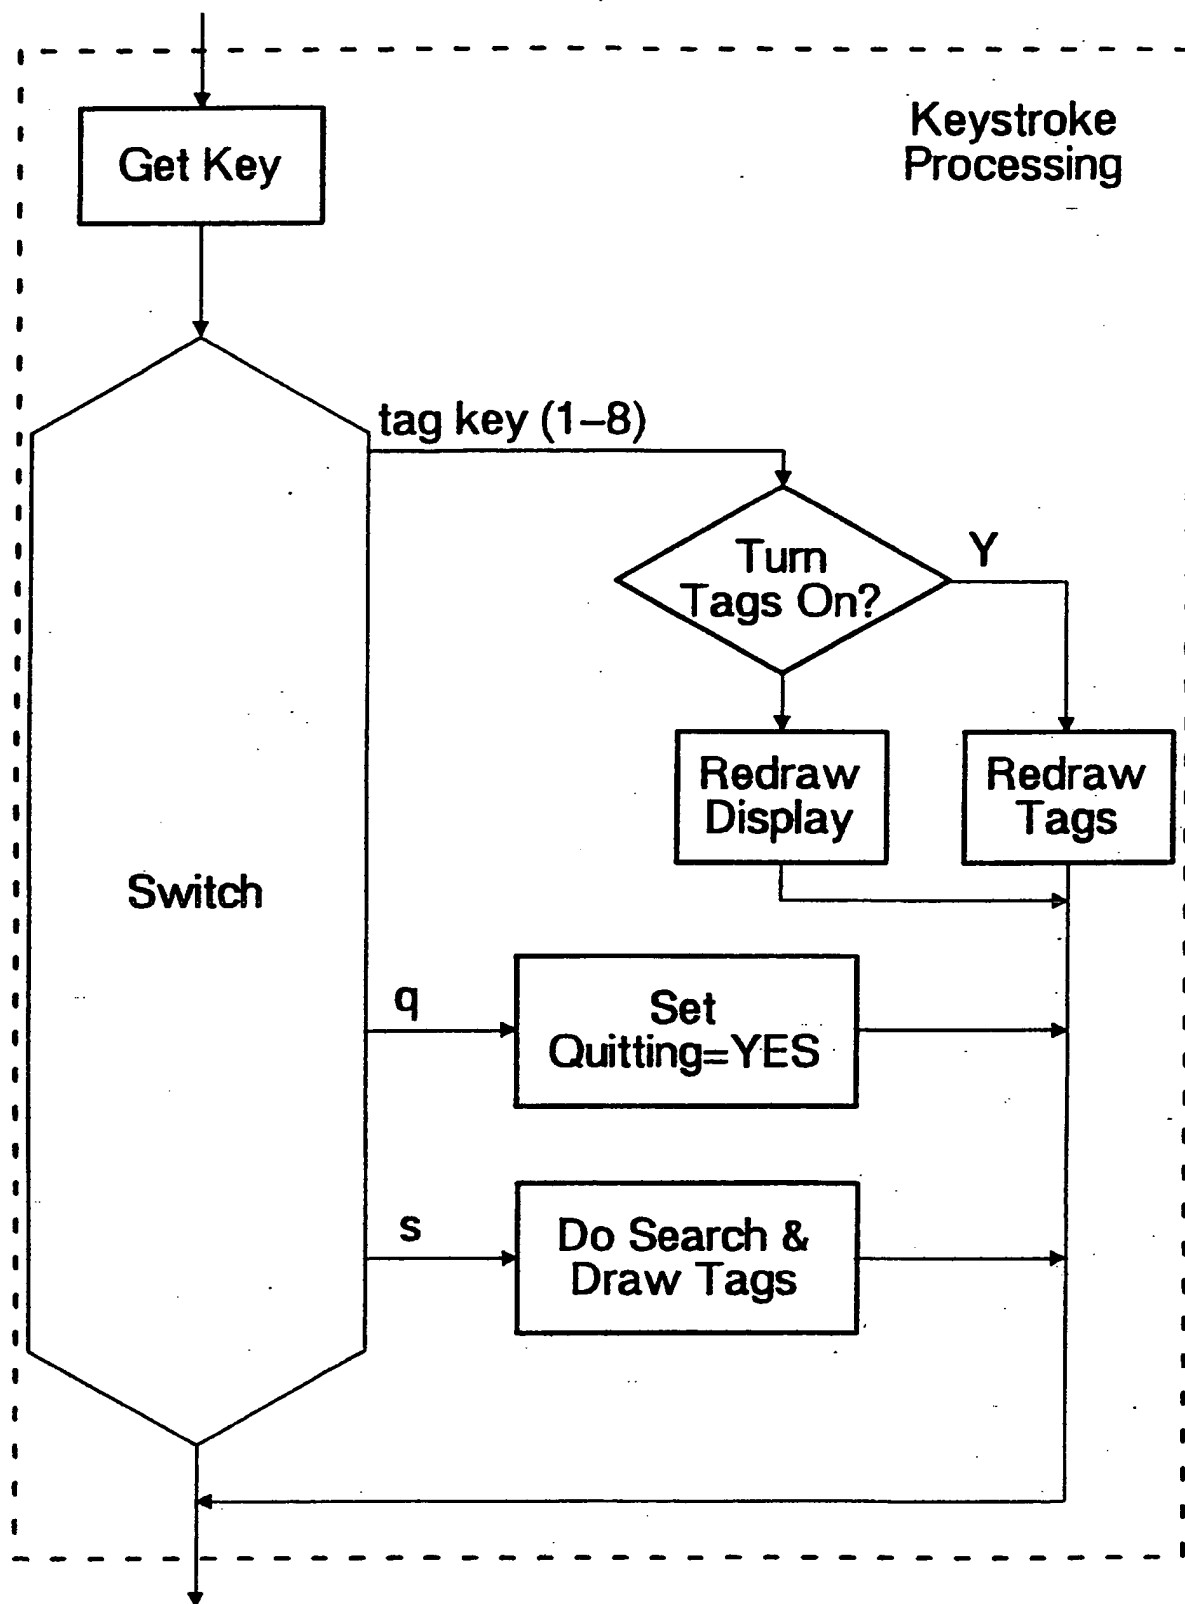 Keystroke
Processing
Get Key
tag key (1–8)
Turn
Tags On?
Y
Redraw
Display
Redraw
Tags
Switch
q
Set
Quitting=YES
s
Do Search &
Draw Tags